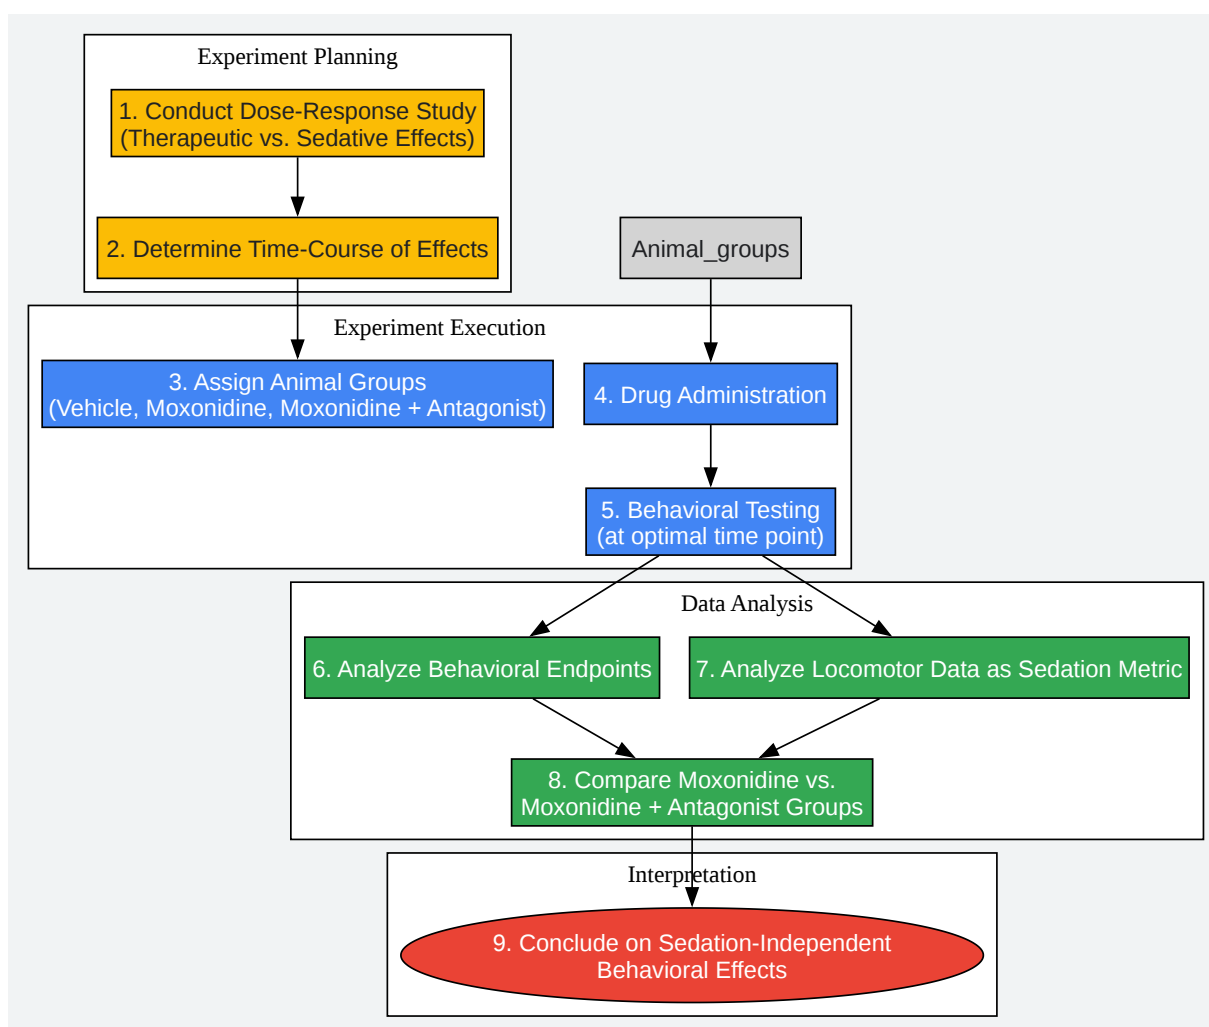 Experiment Planning
1. Conduct Dose-Response Study
(Therapeutic vs. Sedative Effects)
2. Determine Time-Course of Effects
Animal_groups
Experiment Execution
3. Assign Animal Groups
(Vehicle, Moxonidine, Moxonidine + Antagonist)
4. Drug Administration
5. Behavioral Testing
(at optimal time point)
Data Analysis
6. Analyze Behavioral Endpoints
7. Analyze Locomotor Data as Sedation Metric
8. Compare Moxonidine vs.
Moxonidine + Antagonist Groups
Interpretation
9. Conclude on Sedation-Independent
Behavioral Effects